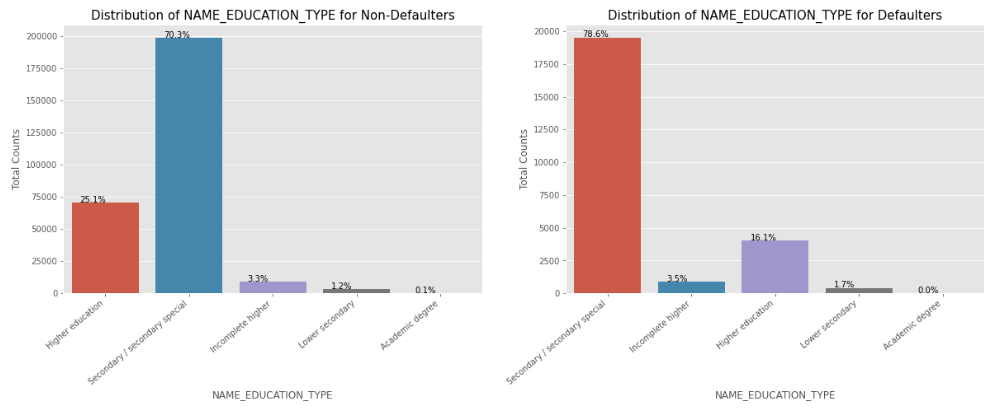 Distribution of NAME_EDUCATION_TYPE for Non-Defaulters
200000
175000
150000
125000
100000
75000
50000
25000
0
Total Counts
25.1%
70.3%
3.3%
1.2%
0.1%
Higher education
Secondary / secondary special
Incomplete higher
Lower secondary
Academic degree
NAME_EDUCATION_TYPE
Distribution of NAME_EDUCATION_TYPE for Defaulters
20000
17500
15000
12500
10000
7500
5000
2500
0
Total Counts
78.6%
3.5%
16.1%
1.7%
0.0%
Secondary / secondary special
Incomplete higher
Higher education
Lower secondary
Academic degree
NAME_EDUCATION_TYPE